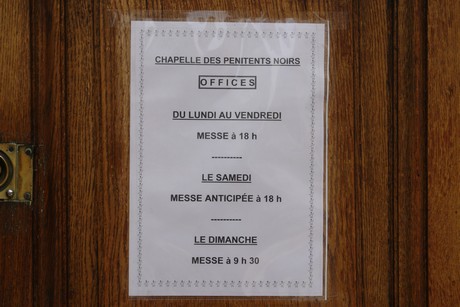 CHAPELLE DES PENITENTS NOIRS
OFFICES
DU LUNDI AU VENDREDI
MESSE à 18 h
----------
LE SAMEDI
MESSE ANTICIPÉE à 18 h
----------
LE DIMANCHE
MESSE à 9 h 30